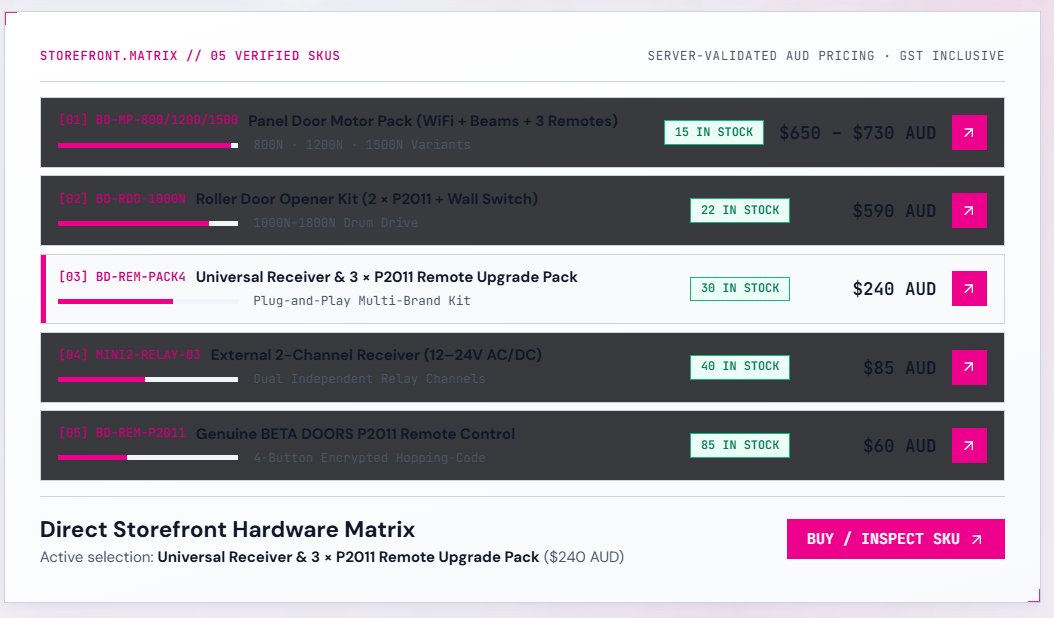 STOREFRONT.MATRIX // 05 VERIFIED SKUS
SERVER-VALIDATED AUD PRICING · GST INCLUSIVE
[01] BD-MP-800/1200/1500 Panel Door Motor Pack (WiFi + Beams + 3 Remotes)
800N · 1200N · 1500N Variants
15 IN STOCK
$650 – $730 AUD
[02] BD-RDO-1000N Roller Door Opener Kit (2 × P2011 + Wall Switch)
1000N–1800N Drum Drive
22 IN STOCK
$590 AUD
[03] BD-REM-PACK4 Universal Receiver & 3 × P2011 Remote Upgrade Pack
Plug-and-Play Multi-Brand Kit
30 IN STOCK
$240 AUD
[04] MINI2-RELAY-03 External 2-Channel Receiver (12–24V AC/DC)
Dual Independent Relay Channels
40 IN STOCK
$85 AUD
[05] BD-REM-P2011 Genuine BETA DOORS P2011 Remote Control
4-Button Encrypted Hopping-Code
85 IN STOCK
$60 AUD
Direct Storefront Hardware Matrix
Active selection: Universal Receiver & 3 × P2011 Remote Upgrade Pack ($240 AUD)
BUY / INSPECT SKU